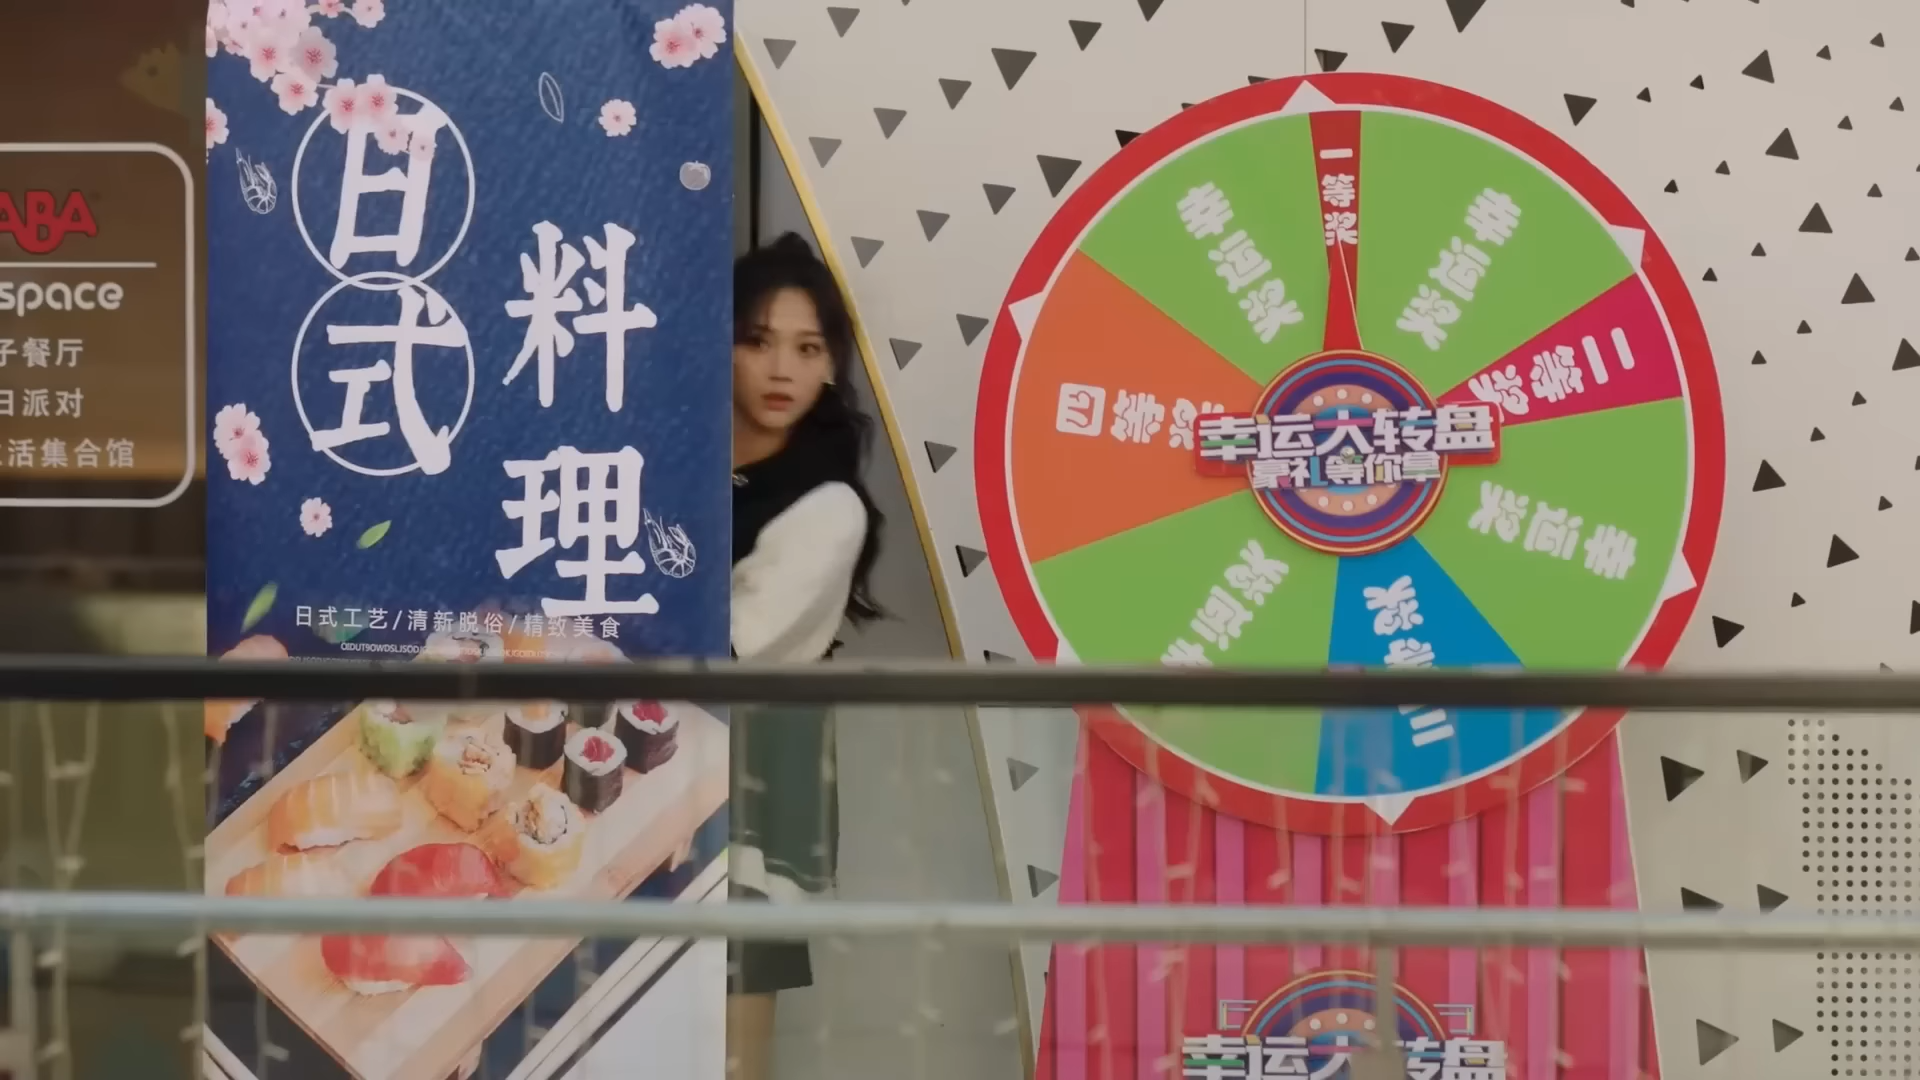 ABA
space
子餐厅
日派对
活集合馆
日式
料理
日式工艺/清新脱俗/精致美食
一等奖
幸运奖
二等奖
幸运奖
三等奖
幸运奖
四等奖
幸运奖
幸运大转盘
豪礼等你拿
幸运大转盘